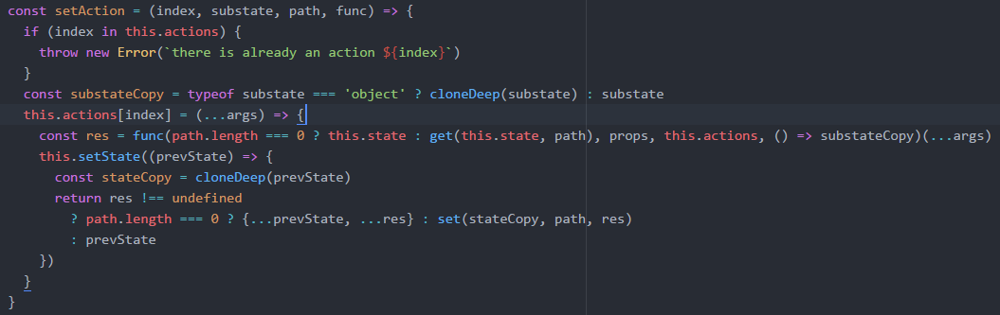 const setAction = (index, substate, path, func) => {
  if (index in this.actions) {
    throw new Error(`there is already an action ${index}`)
  }
  const substateCopy = typeof substate === 'object' ? cloneDeep(substate) : substate
  this.actions[index] = (...args) => {
    const res = func(path.length === 0 ? this.state : get(this.state, path), props, this.actions, () => substateCopy)(...args)
    this.setState((prevState) => {
      const stateCopy = cloneDeep(prevState)
      return res !== undefined
        ? path.length === 0 ? {...prevState, ...res} : set(stateCopy, path, res)
        : prevState
    })
  }
}